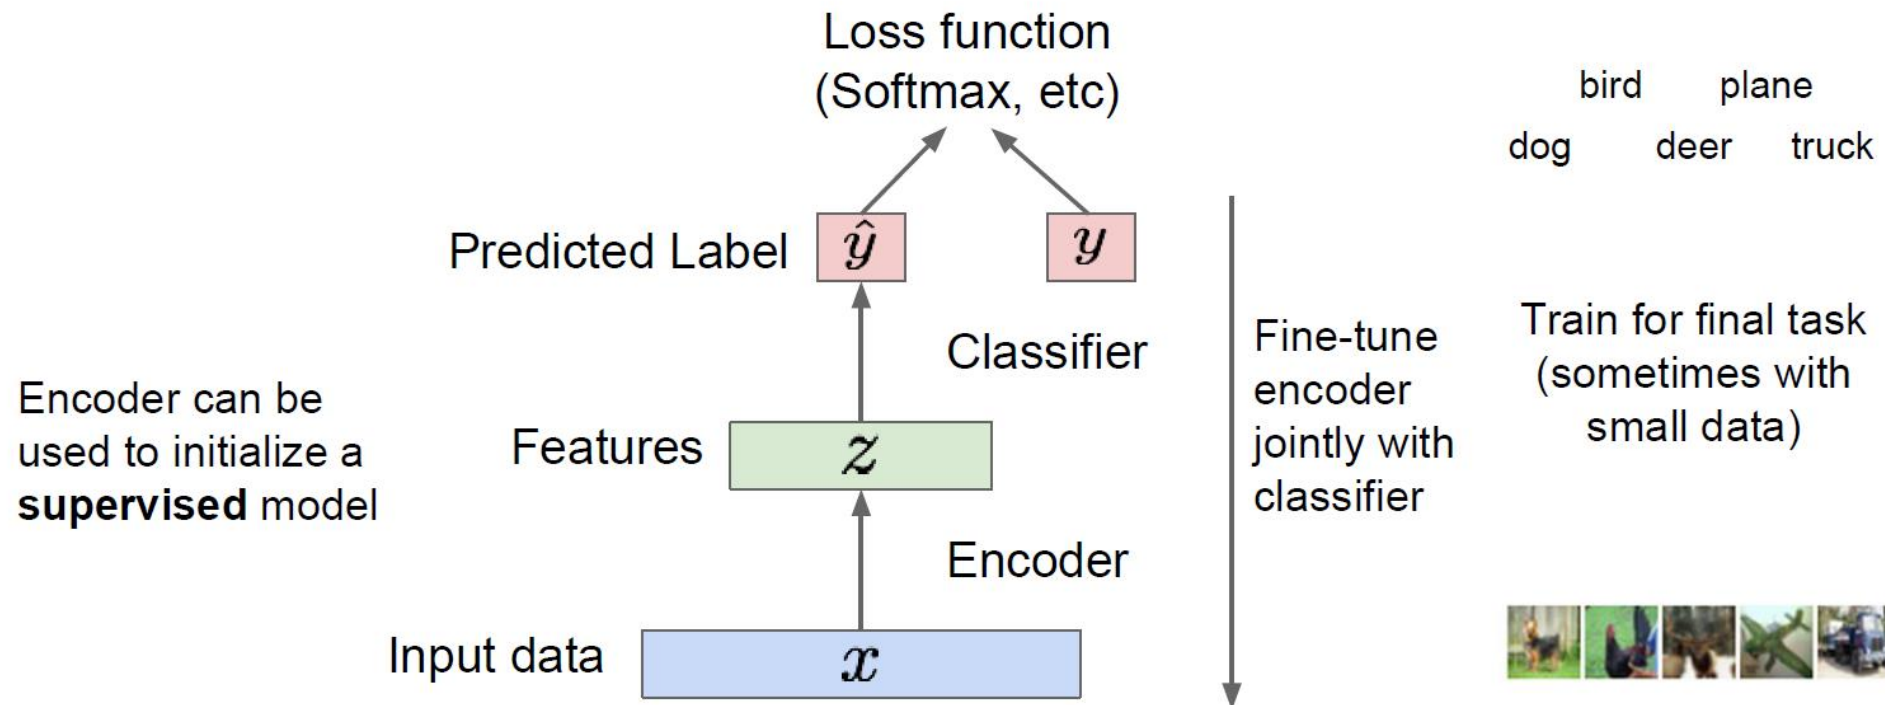 Loss function
(Softmax, etc)
bird plane
dog deer truck
Predicted Label
ŷ
y
Classifier
Fine-tune
encoder
jointly with
classifier
Train for final task
(sometimes with
small data)
Encoder can be
used to initialize a
supervised model
Features
z
Encoder
Input data
x